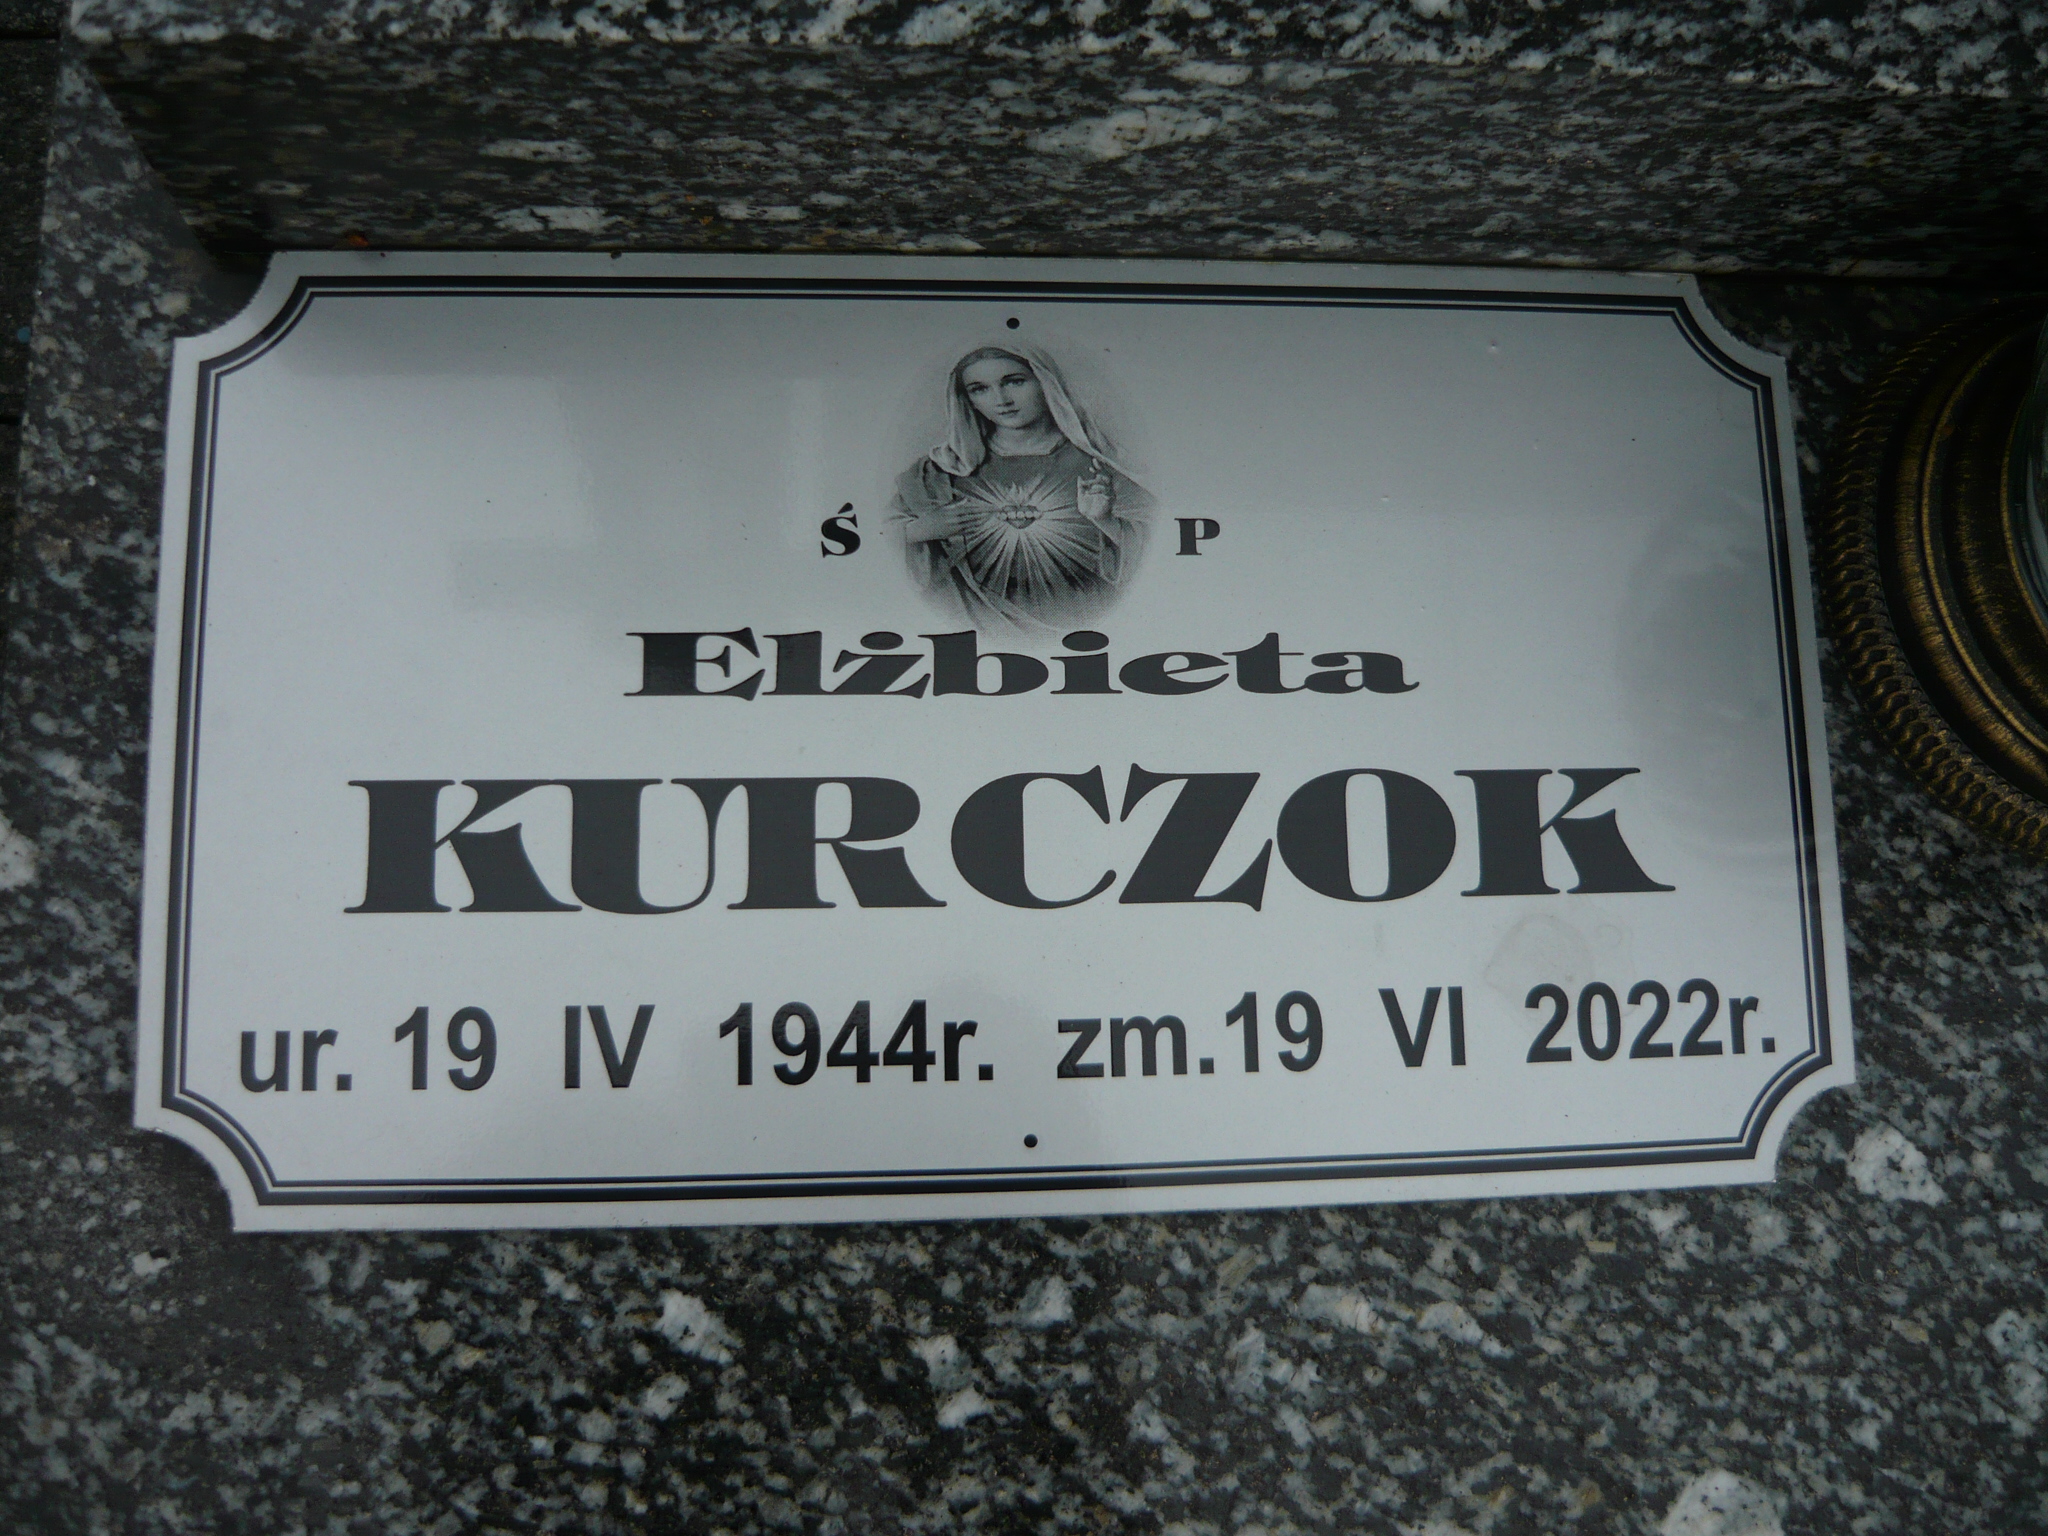 Ś P
Elżbieta
KURCZOK
ur. 19 IV 1944r. zm.19 VI 2022r.